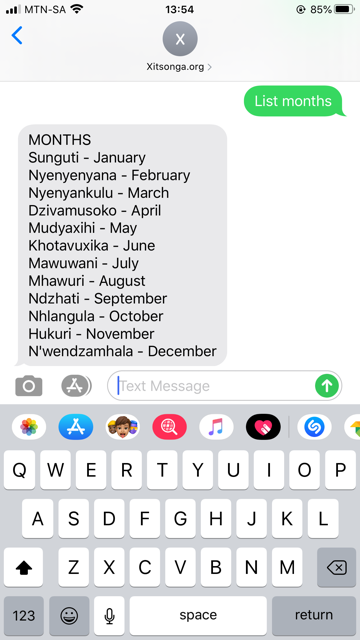 MTN-SA 13:54 85%
X
Xitsonga.org
List months
MONTHS
Sunguti - January
Nyenyenyana - February
Nyenyankulu - March
Dzivamusoko - April
Mudyaxihi - May
Khotavuxika - June
Mawuwani - July
Mhawuri - August
Ndzhati - September
Nhlangula - October
Hukuri - November
N'wendzamhala - December
Text Message
Q W E R T Y U I O P
A S D F G H J K L
Z X C V B N M
123 space return